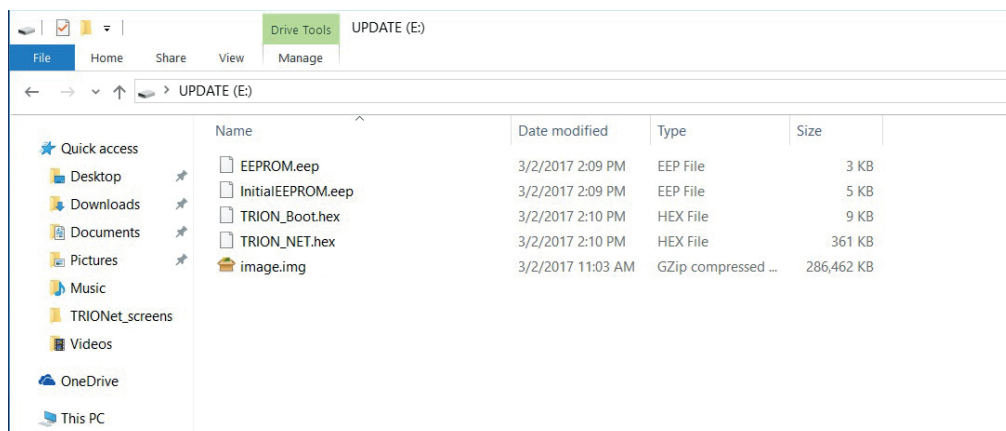 Drive Tools UPDATE (E:)
File Home Share View Manage
UPDATE (E:)
Name Date modified Type Size
Quick access
Desktop
Downloads
Documents
Pictures
Music
TRIONet_screens
Videos
OneDrive
This PC
EEPROM.eep 3/2/2017 2:09 PM EEP File 3 KB
InitialEEPROM.eep 3/2/2017 2:09 PM EEP File 5 KB
TRION_Boot.hex 3/2/2017 2:10 PM HEX File 9 KB
TRION_NET.hex 3/2/2017 2:10 PM HEX File 361 KB
image.img 3/2/2017 11:03 AM GZip compressed ... 286,462 KB